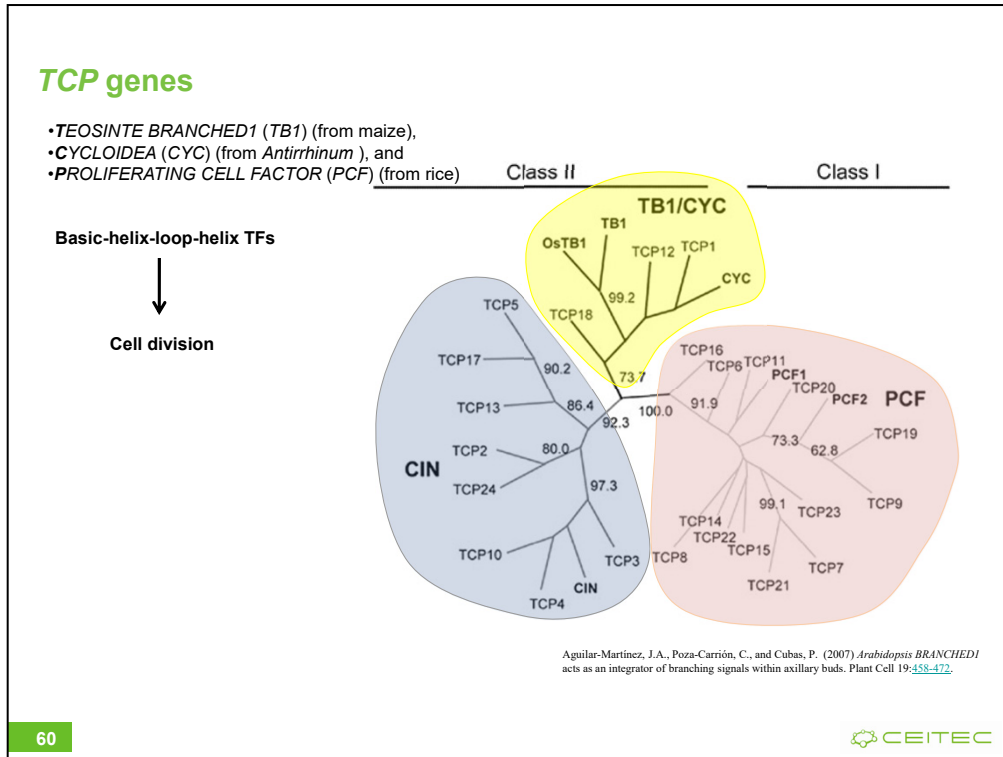 TCP genes
•TEOSINTE BRANCHED1 (TB1) (from maize),
•CYCLOIDEA (CYC) (from Antirrhinum ), and
•PROLIFERATING CELL FACTOR (PCF) (from rice)
Class II
Class I
Basic-helix-loop-helix TFs
Cell division
TB1/CYC
TB1
OsTB1
TCP12
TCP1
CYC
99.2
TCP18
73.7
TCP5
TCP17
90.2
TCP13
86.4
92.3
TCP2
80.0
CIN
TCP24
97.3
TCP10
TCP3
CIN
TCP4
100.0
TCP16
TCP6
TCP11
PCF1
TCP20
PCF2
PCF
91.9
73.3
62.8
TCP19
TCP9
99.1
TCP23
TCP14
TCP22
TCP8
TCP15
TCP7
TCP21
Aguilar-Martínez, J.A., Poza-Carrión, C., and Cubas, P. (2007) Arabidopsis BRANCHED1
acts as an integrator of branching signals within axillary buds. Plant Cell 19:458-472.
60
CEITEC